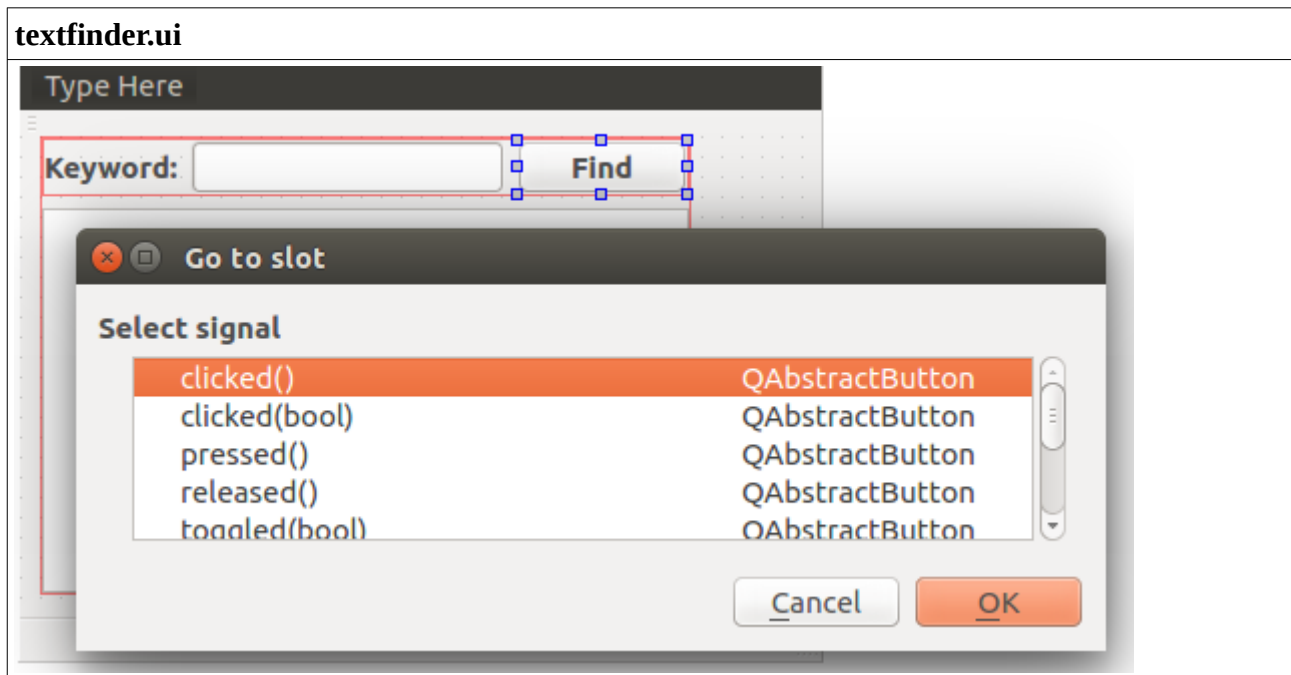 textfinder.ui
Type Here
Keyword: Find
Go to slot
Select signal
clicked() QAbstractButton
clicked(bool) QAbstractButton
pressed() QAbstractButton
released() QAbstractButton
toggled(bool) QAbstractButton
Cancel OK